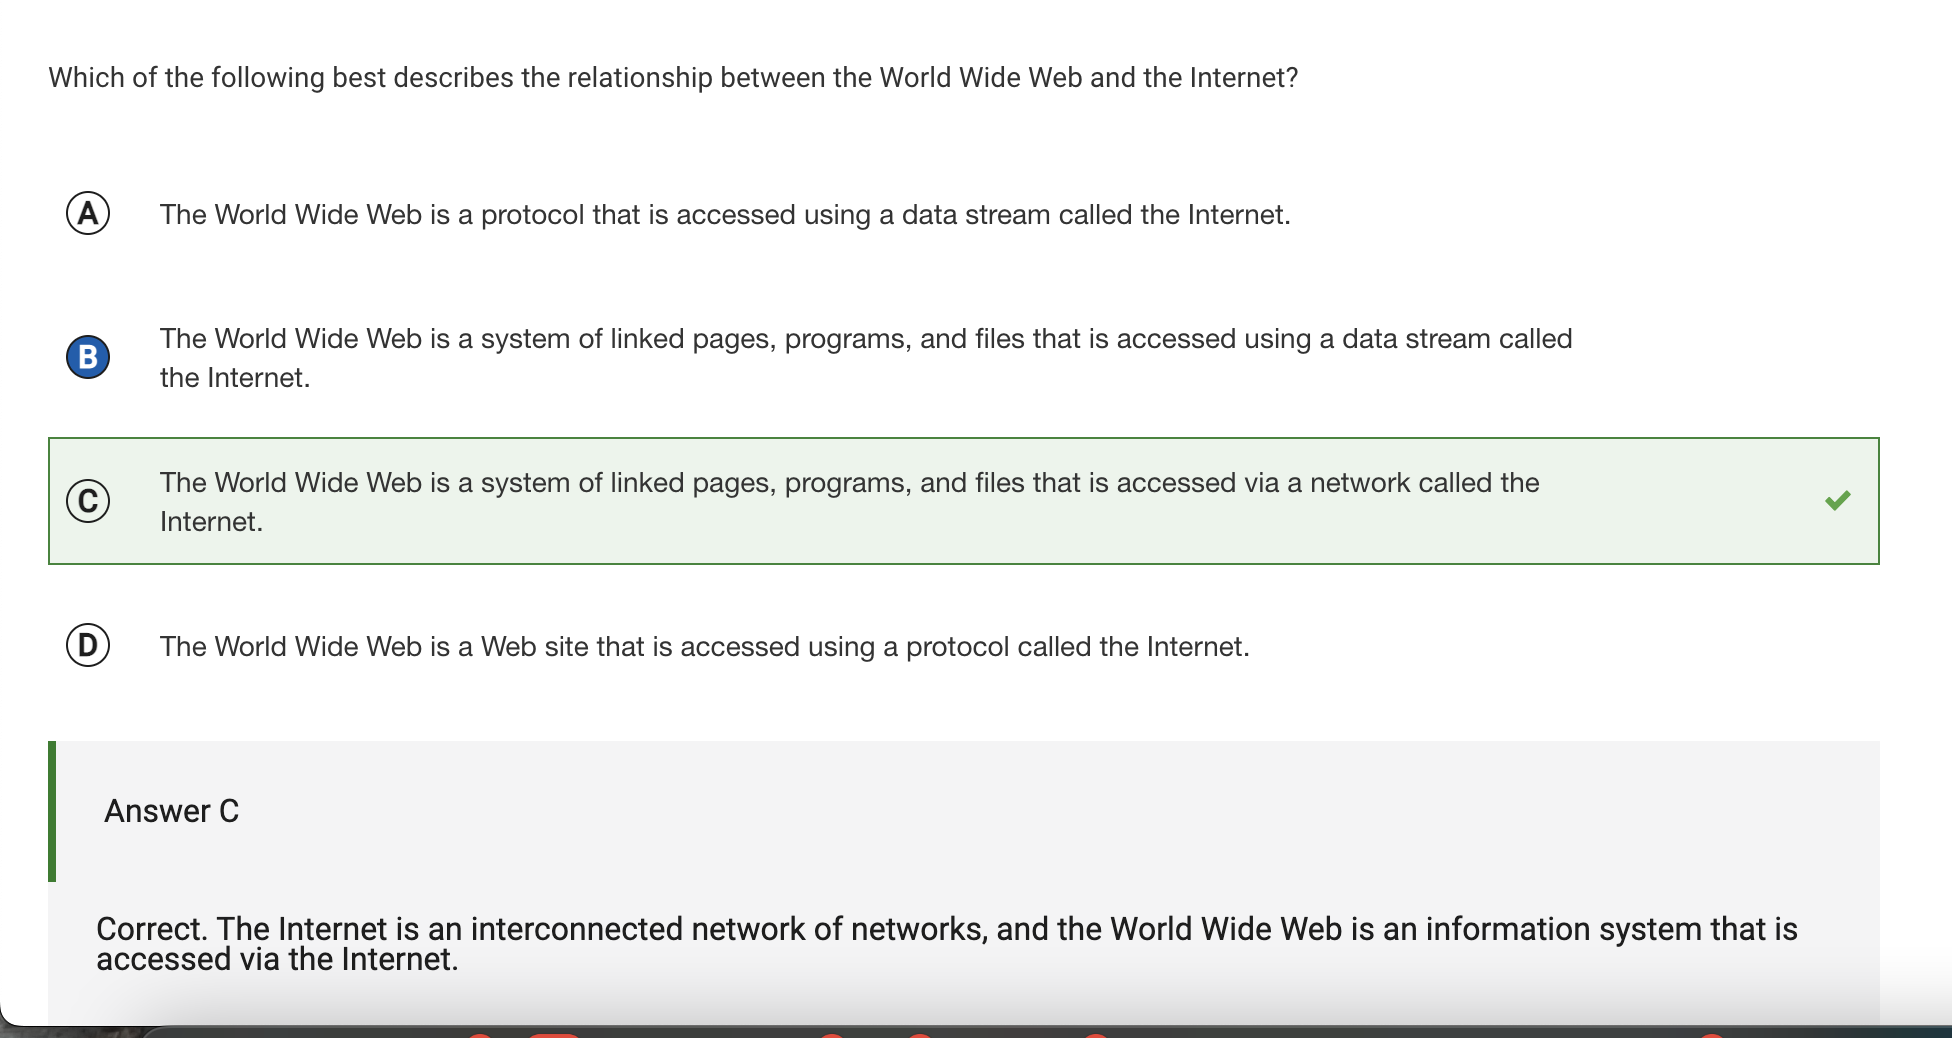 Which of the following best describes the relationship between the World Wide Web and the Internet?
A The World Wide Web is a protocol that is accessed using a data stream called the Internet.
B The World Wide Web is a system of linked pages, programs, and files that is accessed using a data stream called
the Internet.
C The World Wide Web is a system of linked pages, programs, and files that is accessed via a network called the
Internet.
D The World Wide Web is a Web site that is accessed using a protocol called the Internet.
Answer C
Correct. The Internet is an interconnected network of networks, and the World Wide Web is an information system that is
accessed via the Internet.